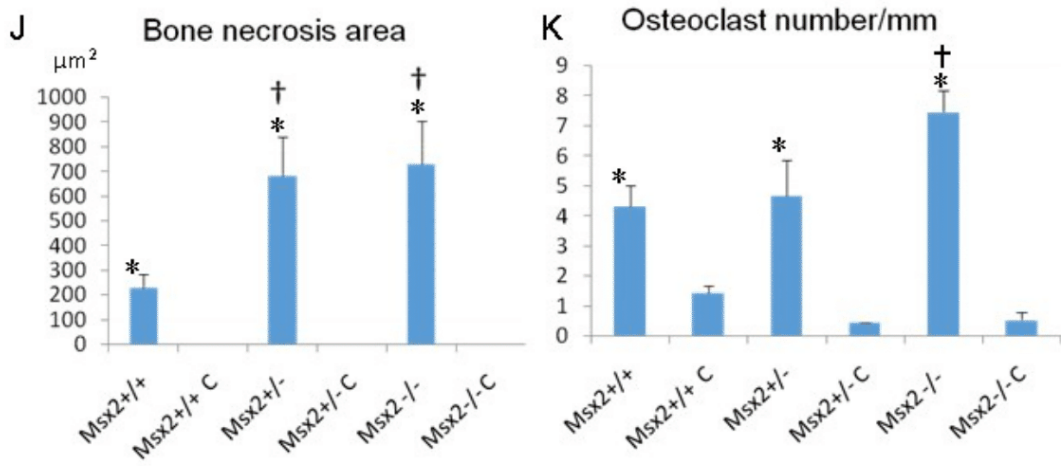 J
Bone necrosis area
µm²
†
*
†
*
*
1000
900
800
700
600
500
400
300
200
100
0
Msx2+/+
Msx2+/+ C
Msx2+/-
Msx2+/- C
Msx2-/-
Msx2-/- C
K
Osteoclast number/mm
†
*
*
*
9
8
7
6
5
4
3
2
1
0
Msx2+/+
Msx2+/+ C
Msx2+/-
Msx2+/- C
Msx2 -/-
Msx2-/- C